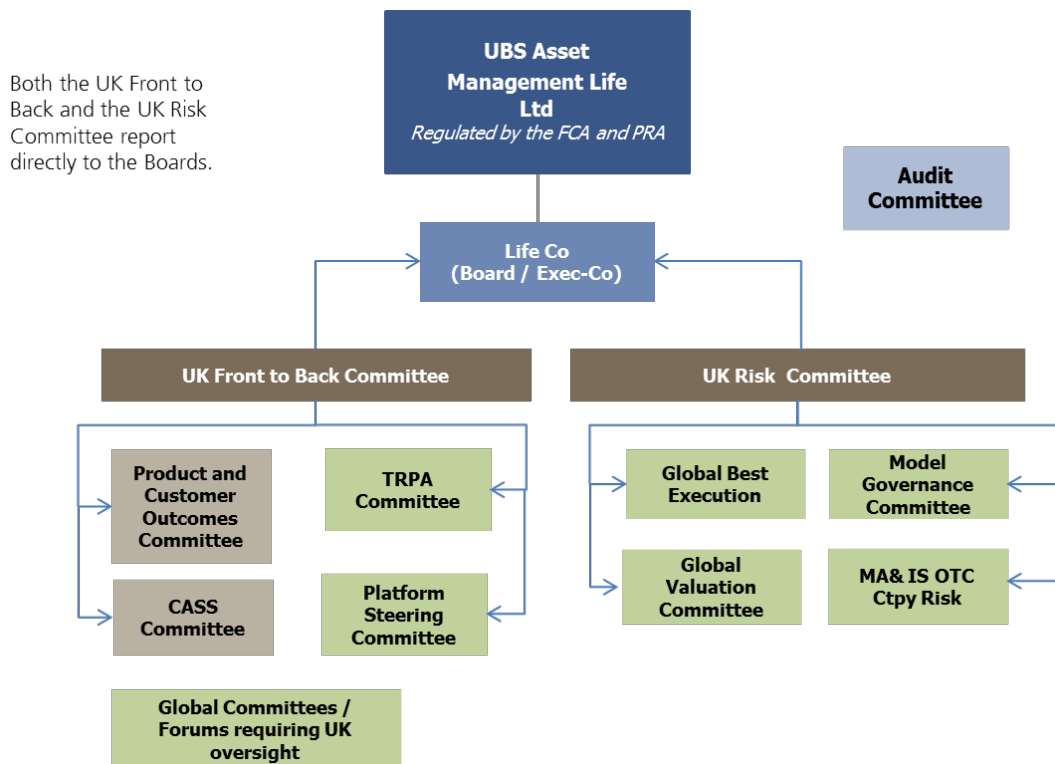 Both the UK Front to
Back and the UK Risk
Committee report
directly to the Boards.
UBS Asset
Management Life
Ltd
Regulated by the FCA and PRA
Audit
Committee
Life Co
(Board / Exec-Co)
UK Front to Back Committee
UK Risk Committee
Product and
Customer
Outcomes
Committee
TRPA
Committee
Global Best
Execution
Model
Governance
Committee
CASS
Committee
Platform
Steering
Committee
Global
Valuation
Committee
MA& IS OTC
Ctpy Risk
Global Committees /
Forums requiring UK
oversight